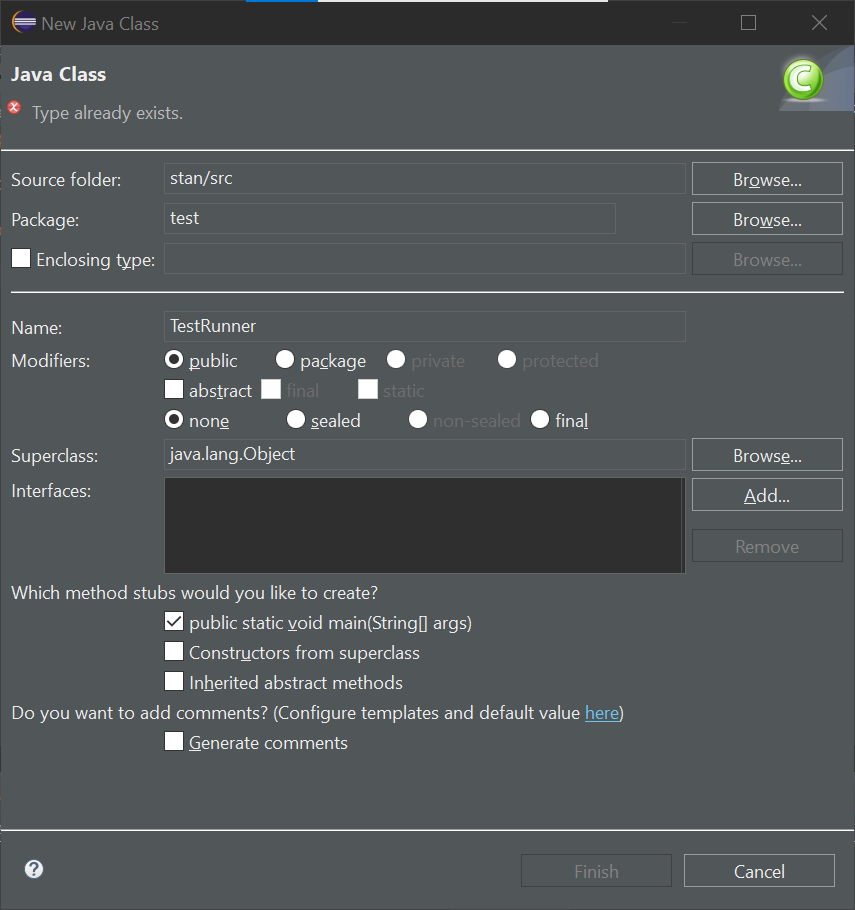 New Java Class
Java Class
Type already exists.
Source folder: stan/src Browse...
Package: test Browse...
Enclosing type: Browse...
Name: TestRunner
Modifiers: public package private protected
abstract final static
none sealed non-sealed final
Superclass: java.lang.Object Browse...
Interfaces: Add...
Remove
Which method stubs would you like to create?
public static void main(String[] args)
Constructors from superclass
Inherited abstract methods
Do you want to add comments? (Configure templates and default value here)
Generate comments
? Finish Cancel